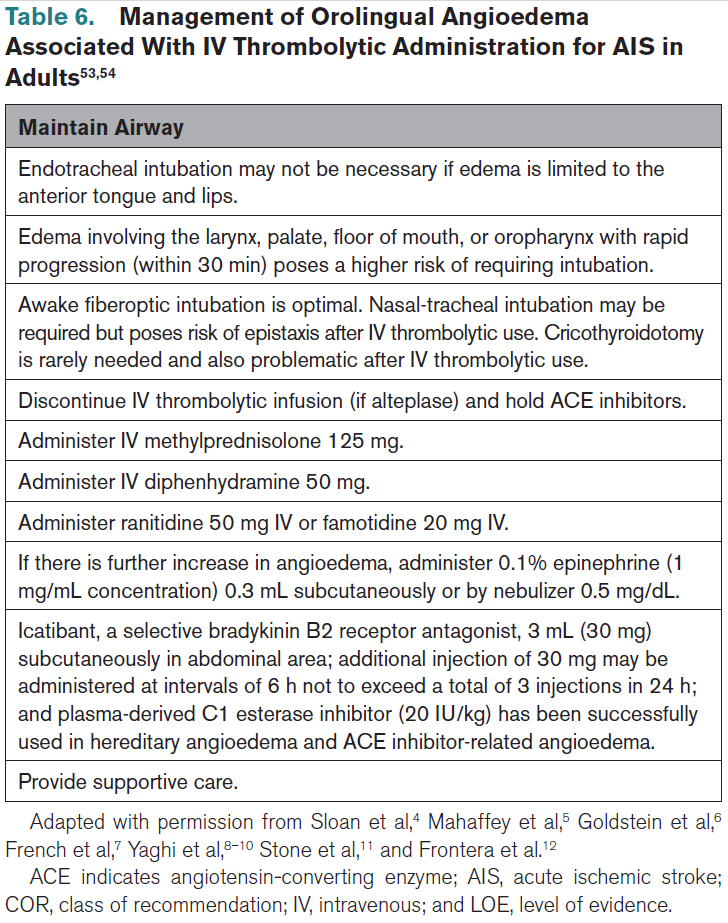 Table 6. Management of Orolingual Angioedema
Associated With IV Thrombolytic Administration for AIS in
Adults53,54
Maintain Airway
Endotracheal intubation may not be necessary if edema is limited to the
anterior tongue and lips.
Edema involving the larynx, palate, floor of mouth, or oropharynx with rapid
progression (within 30 min) poses a higher risk of requiring intubation.
Awake fiberoptic intubation is optimal. Nasal-tracheal intubation may be
required but poses risk of epistaxis after IV thrombolytic use. Cricothyroidotomy
is rarely needed and also problematic after IV thrombolytic use.
Discontinue IV thrombolytic infusion (if alteplase) and hold ACE inhibitors.
Administer IV methylprednisolone 125 mg.
Administer IV diphenhydramine 50 mg.
Administer ranitidine 50 mg IV or famotidine 20 mg IV.
If there is further increase in angioedema, administer 0.1% epinephrine (1
mg/mL concentration) 0.3 mL subcutaneously or by nebulizer 0.5 mg/dL.
Icatibant, a selective bradykinin B2 receptor antagonist, 3 mL (30 mg)
subcutaneously in abdominal area; additional injection of 30 mg may be
administered at intervals of 6 h not to exceed a total of 3 injections in 24 h;
and plasma-derived C1 esterase inhibitor (20 IU/kg) has been successfully
used in hereditary angioedema and ACE inhibitor-related angioedema.
Provide supportive care.
Adapted with permission from Sloan et al,4 Mahaffey et al,5 Goldstein et al,6
French et al,7 Yaghi et al,8–10 Stone et al,11 and Frontera et al.12
ACE indicates angiotensin-converting enzyme; AIS, acute ischemic stroke;
COR, class of recommendation; IV, intravenous; and LOE, level of evidence.